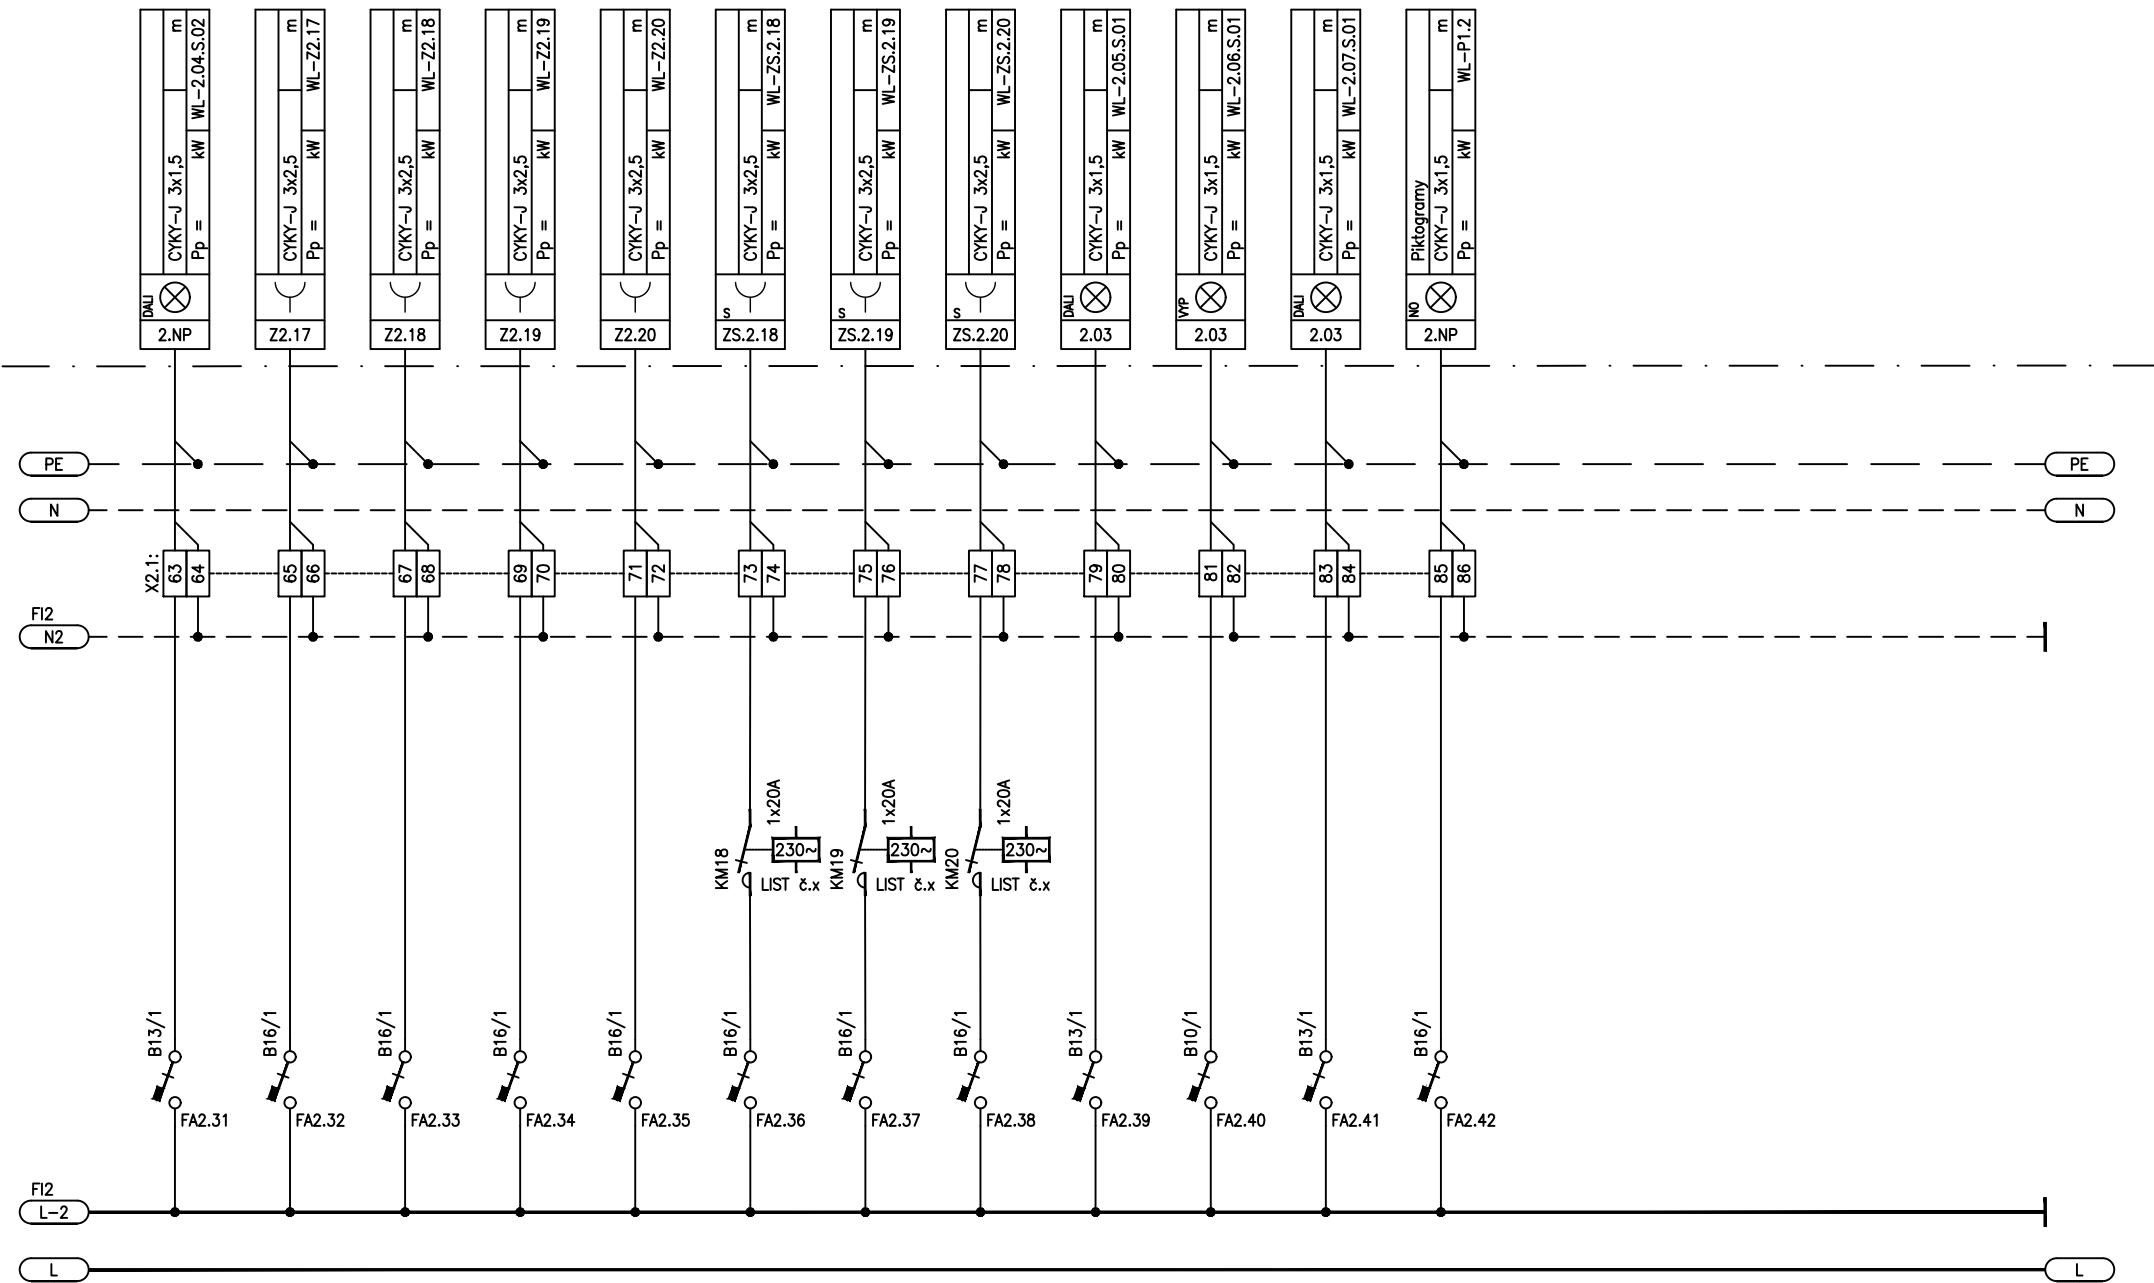 m
CYKY-J 3x1,5
WL-2.04.S.02
kW
Pp =
DALI
2.NP
m
CYKY-J 3x2,5
WL-Z2.17
kW
Pp =
Z2.17
m
CYKY-J 3x2,5
WL-Z2.18
kW
Pp =
Z2.18
m
CYKY-J 3x2,5
WL-Z2.19
kW
Pp =
Z2.19
m
CYKY-J 3x2,5
WL-Z2.20
kW
Pp =
Z2.20
m
CYKY-J 3x2,5
WL-ZS.2.18
kW
Pp =
S
ZS.2.18
m
CYKY-J 3x2,5
WL-ZS.2.19
kW
Pp =
S
ZS.2.19
m
CYKY-J 3x2,5
WL-ZS.2.20
kW
Pp =
S
ZS.2.20
m
CYKY-J 3x1,5
WL-2.05.S.01
kW
Pp =
DALI
2.03
m
CYKY-J 3x1,5
WL-2.06.S.01
kW
Pp =
VYP
2.03
m
CYKY-J 3x1,5
WL-2.07.S.01
kW
Pp =
DALI
2.03
Piktogramy
m
CYKY-J 3x1,5
WL-P1.2
kW
Pp =
NO
2.NP
PE PE
N N
X2.1:
63 64 65 66 67 68 69 70 71 72 73 74 75 76 77 78 79 80 81 82 83 84 85 86
FI2
N2
KM18
1x20A
230~
LIST č.x
KM19
1x20A
230~
LIST č.x
KM20
1x20A
230~
LIST č.x
B13/1 B16/1 B16/1 B16/1 B16/1 B16/1 B16/1 B16/1 B13/1 B10/1 B13/1 B16/1
FA2.31 FA2.32 FA2.33 FA2.34 FA2.35 FA2.36 FA2.37 FA2.38 FA2.39 FA2.40 FA2.41 FA2.42
FI2
L-2
L L